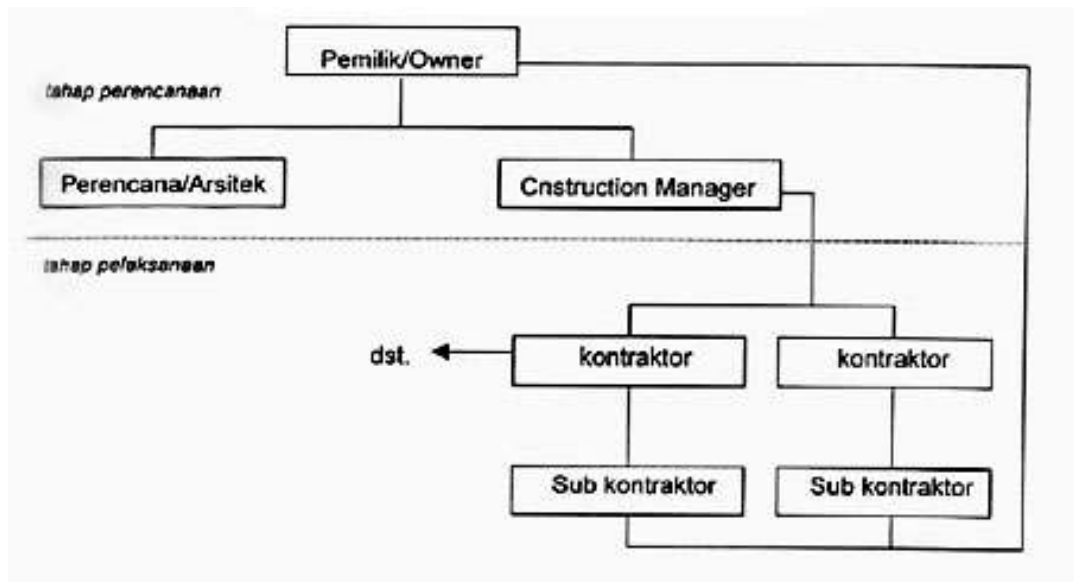 Pemilik/Owner
tahap perencanaan
Perencana/Arsitek
Cnstruction Manager
tahap pelaksanaan
dst.
kontraktor
kontraktor
Sub kontraktor
Sub kontraktor